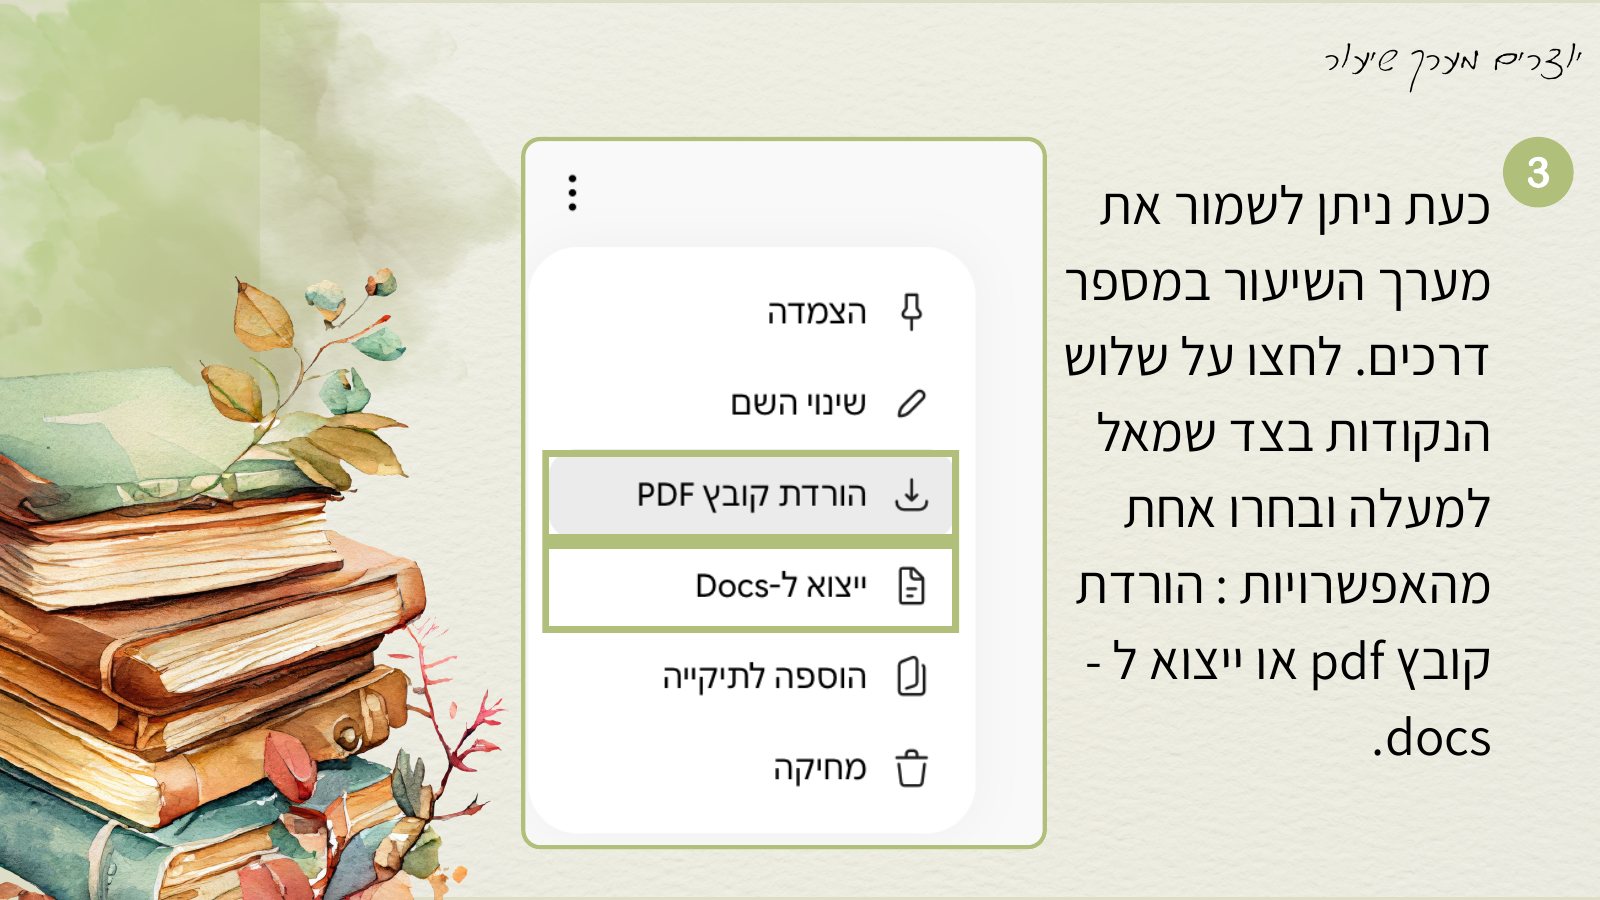 יוצרים מערך שיעור
3
כעת ניתן לשמור את
מערך השיעור במספר
דרכים. לחצו על שלוש
הנקודות בצד שמאל
למעלה ובחרו אחת
מהאפשרויות : הורדת
קובץ pdf או ייצוא ל -
docs.
הצמדה
שינוי השם
הורדת קובץ PDF
ייצוא ל-Docs
הוספה לתיקייה
מחיקה